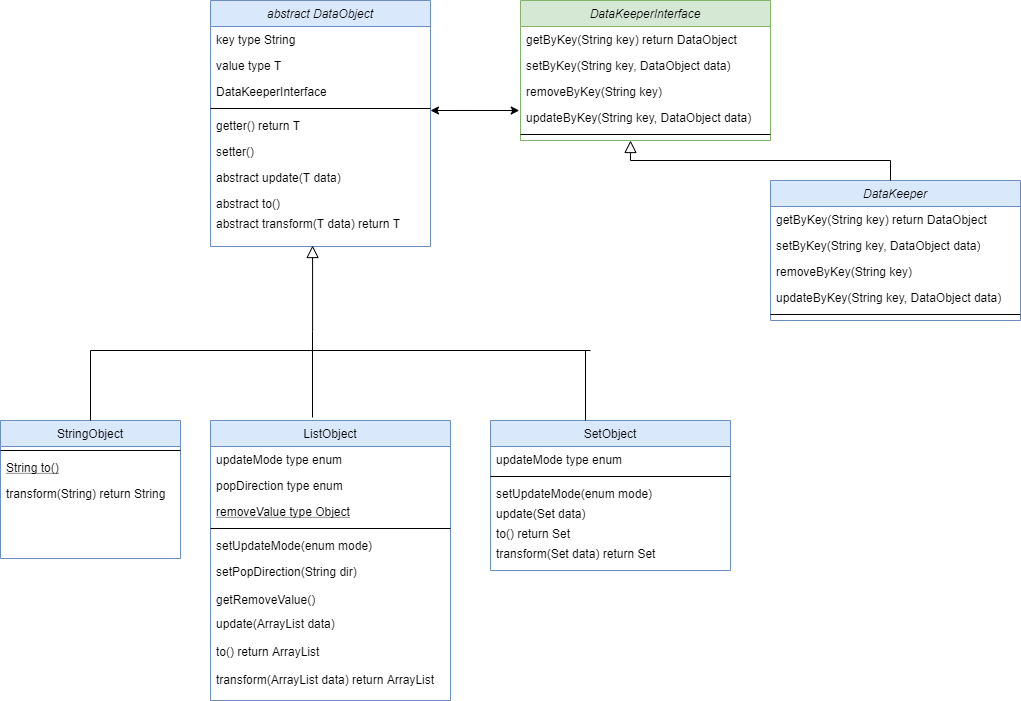 abstract DataObject
key type String
value type T
DataKeeperInterface
getter() return T
setter()
abstract update(T data)
abstract to()
abstract transform(T data) return T
DataKeeperInterface
getByKey(String key) return DataObject
setByKey(String key, DataObject data)
removeByKey(String key)
updateByKey(String key, DataObject data)
DataKeeper
getByKey(String key) return DataObject
setByKey(String key, DataObject data)
removeByKey(String key)
updateByKey(String key, DataObject data)
StringObject
String to()
transform(String) return String
ListObject
updateMode type enum
popDirection type enum
removeValue type Object
setUpdateMode(enum mode)
setPopDirection(String dir)
getRemoveValue()
update(ArrayList data)
to() return ArrayList
transform(ArrayList data) return ArrayList
SetObject
updateMode type enum
setUpdateMode(enum mode)
update(Set data)
to() return Set
transform(Set data) return Set